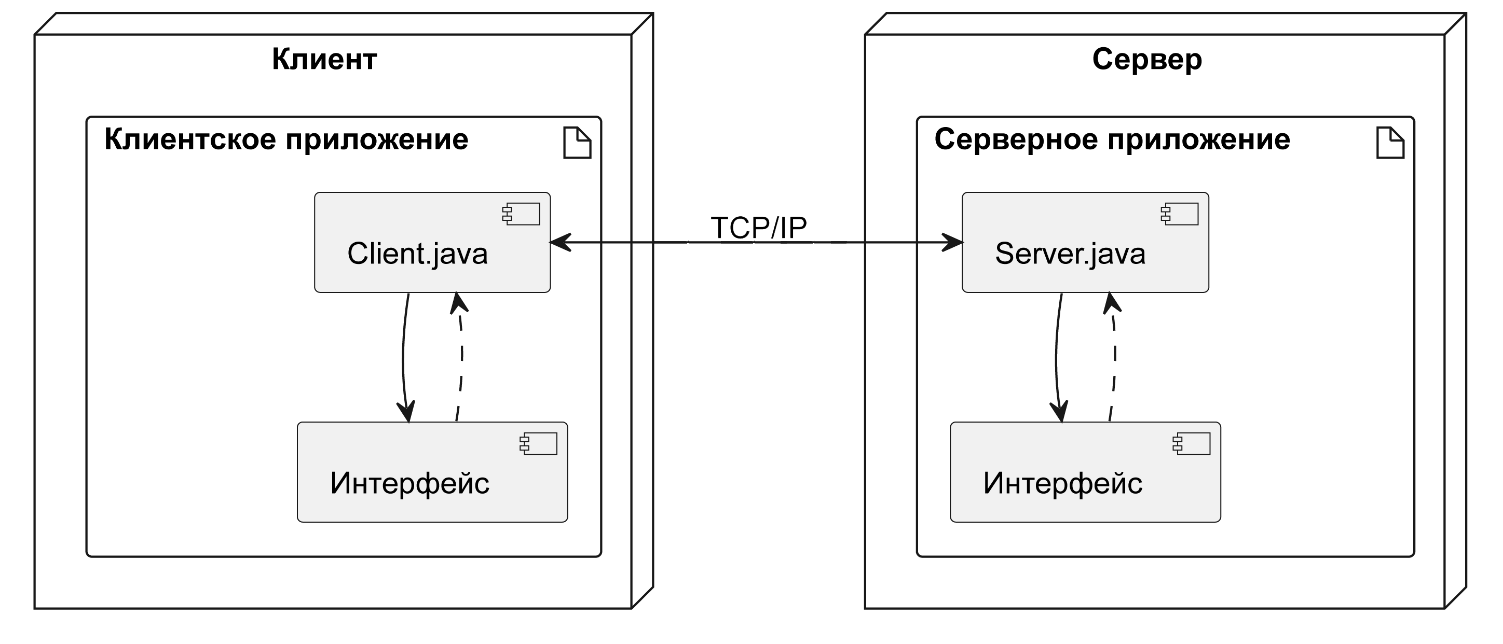 Клиент
Клиентское приложение
Client.java
Интерфейс
TCP/IP
Сервер
Серверное приложение
Server.java
Интерфейс